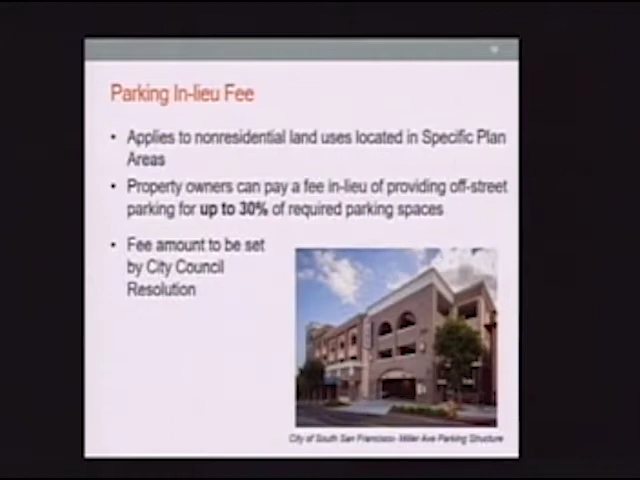 Parking In-lieu Fee
• Applies to nonresidential land uses located in Specific Plan
Areas
• Property owners can pay a fee in-lieu of providing off-street
parking for up to 30% of required parking spaces
• Fee amount to be set
by City Council
Resolution
City of South San Francisco- Miller Ave Parking Structure